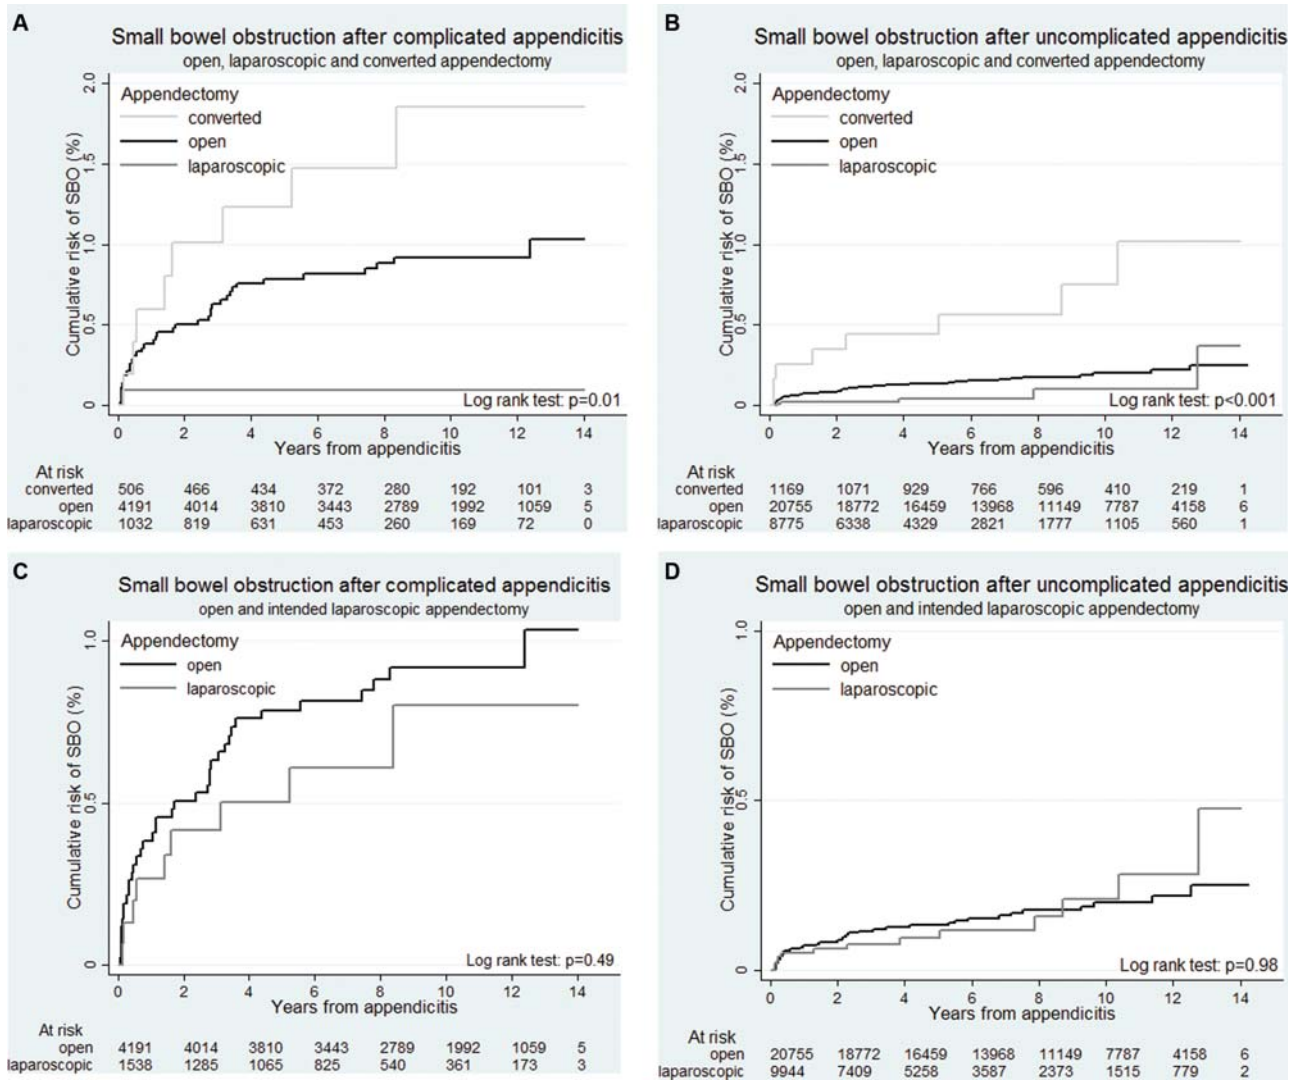 A
Small bowel obstruction after complicated appendicitis
open, laparoscopic and converted appendectomy
Cumulative risk of SBO (%)
2.0
1.5
1.0
0.5
0
Appendectomy
converted
open
laparoscopic
Log rank test: p=0.01
0 2 4 6 8 10 12 14
Years from appendicitis
At risk
converted 506 466 434 372 280 192 101 3
open 4191 4014 3810 3443 2789 1992 1059 5
laparoscopic 1032 819 631 453 260 169 72 0
B
Small bowel obstruction after uncomplicated appendicitis
open, laparoscopic and converted appendectomy
Cumulative risk of SBO (%)
2.0
1.5
1.0
0.5
0
Appendectomy
converted
open
laparoscopic
Log rank test: p<0.001
0 2 4 6 8 10 12 14
Years from appendicitis
At risk
converted 1169 1071 929 766 596 410 219 1
open 20755 18772 16459 13968 11149 7787 4158 6
laparoscopic 8775 6338 4329 2821 1777 1105 560 1
C
Small bowel obstruction after complicated appendicitis
open and intended laparoscopic appendectomy
Cumulative risk of SBO (%)
1.0
0.5
0
Appendectomy
open
laparoscopic
Log rank test: p=0.49
0 2 4 6 8 10 12 14
Years from appendicitis
At risk
open 4191 4014 3810 3443 2789 1992 1059 5
laparoscopic 1538 1285 1065 825 540 361 173 3
D
Small bowel obstruction after uncomplicated appendicitis
open and intended laparoscopic appendectomy
Cumulative risk of SBO (%)
1.0
0.5
0
Appendectomy
open
laparoscopic
Log rank test: p=0.98
0 2 4 6 8 10 12 14
Years from appendicitis
At risk
open 20755 18772 16459 13968 11149 7787 4158 6
laparoscopic 9944 7409 5258 3587 2373 1515 779 2